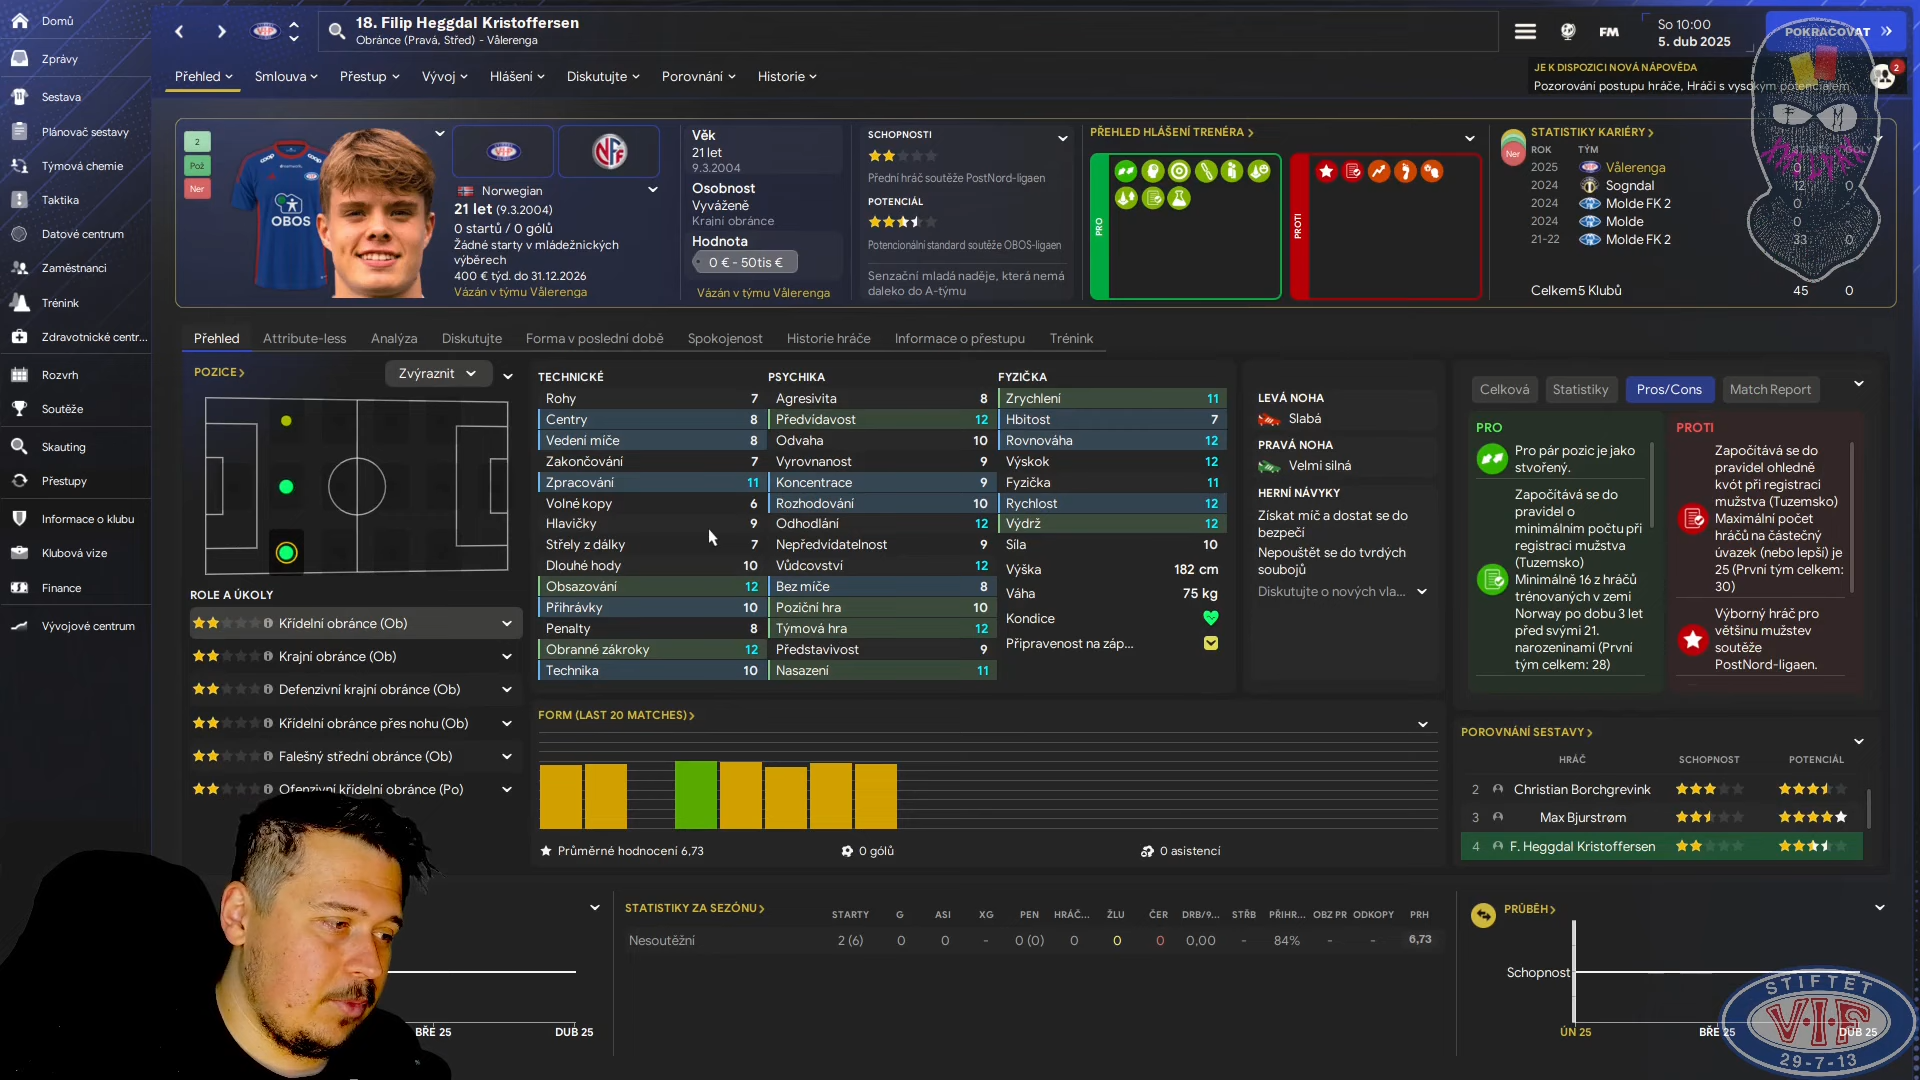 Domů
Zprávy
Sestava
Plánovač sestavy
Týmová chemie
Taktika
Datové centrum
Zaměstnanci
Trénink
Zdravotnické centr...
Rozvrh
Soutěže
Skauting
Přestupy
Informace o klubu
Klubová vize
Finance
Vývojové centrum
18. Filip Heggdal Kristoffersen
Obránce (Pravá, Střed) - Vålerenga
FM
So 10:00
5. dub 2025
POKRAČOVAT
Přehled
Smlouva
Přestup
Vývoj
Hlášení
Diskutujte
Porovnání
Historie
JE K DISPOZICI NOVÁ NÁPOVĚDA
Pozorování postupu hráče, Hráči s vysokým potenciálem
2
2
Pož
Ner
OBOS
Norwegian
21 let (9.3.2004)
0 startů / 0 gólů
Žádné starty v mládežnických
výběrech
400 € týd. do 31.12.2026
Vázán v týmu Vålerenga
Věk
21 let
9.3.2004
Osobnost
Vyváženě
Krajní obránce
Hodnota
0 € - 50tis €
Vázán v týmu Vålerenga
SCHOPNOSTI
Přední hráč soutěže PostNord-ligaen
POTENCIÁL
Potencionální standard soutěže OBOS-ligaen
Senzační mladá naděje, která nemá
daleko do A-týmu
PŘEHLED HLÁŠENÍ TRENÉRA
PRO
PROTI
Ner
STATISTIKY KARIÉRY
ROK TÝM
2025 Vålerenga 0
2024 Sogndal 12 0
2024 Molde FK 2 0
2024 Molde 0
21-22 Molde FK 2 33 0
Celkem 5 Klubů 45 0
Přehled
Attribute-less
Analýza
Diskutujte
Forma v poslední době
Spokojenost
Historie hráče
Informace o přestupu
Trénink
POZICE
Zvýraznit
ROLE A ÚKOLY
Křídelní obránce (Ob)
Krajní obránce (Ob)
Defenzivní krajní obránce (Ob)
Křídelní obránce přes nohu (Ob)
Falešný střední obránce (Ob)
Ofenzivní křídelní obránce (Po)
TECHNICKÉ
Rohy 7
Centry 8
Vedení míče 8
Zakončování 7
Zpracování 11
Volné kopy 6
Hlavičky 9
Střely z dálky 7
Dlouhé hody 10
Obsazování 12
Přihrávky 10
Penalty 8
Obranné zákroky 12
Technika 10
PSYCHIKA
Agresivita 8
Předvídavost 12
Odvaha 10
Vyrovnanost 9
Koncentrace 9
Rozhodování 10
Odhodlání 12
Nepředvídatelnost 9
Vůdcovství 12
Bez míče 8
Poziční hra 10
Týmová hra 12
Představivost 9
Nasazení 11
FYZIČKA
Zrychlení 11
Hbitost 7
Rovnováha 12
Výskok 12
Fyzička 11
Rychlost 12
Výdrž 12
Síla 10
Výška 182 cm
Váha 75 kg
Kondice
Připravenost na záp...
LEVÁ NOHA
Slabá
PRAVÁ NOHA
Velmi silná
HERNÍ NÁVYKY
Získat míč a dostat se do
bezpečí
Nepouštět se do tvrdých
soubojů
Diskutujte o nových vla...
Celková
Statistiky
Pros/Cons
Match Report
PRO
Pro pár pozic je jako
stvořený.
Započítává se do
pravidel o
minimálním počtu při
registraci mužstva
(Tuzemsko)
Minimálně 16 z hráčů
trénovaných v zemi
Norway po dobu 3 let
před svými 21.
narozeninami (První
tým celkem: 28)
PROTI
Započítává se do
pravidel ohledně
kvót při registraci
mužstva (Tuzemsko)
Maximální počet
hráčů na částečný
úvazek (nebo lepší) je
25 (První tým celkem:
30)
Výborný hráč pro
většinu mužstev
soutěže
PostNord-ligaen.
FORM (LAST 20 MATCHES)
Průměrné hodnocení 6,73
0 gólů
0 asistencí
POROVNÁNÍ SESTAVY
HRÁČ SCHOPNOST POTENCIÁL
2 Christian Borchgrevink
3 Max Bjurstrøm
4 F. Heggdal Kristoffersen
BŘE 25
DUB 25
STATISTIKY ZA SEZÓNU
STARTY G ASI XG PEN HRÁČ... ŽLU ČER DRB/9... STŘB PŘIHR... OBZ PR ODKOPY PRH
Nesoutěžní 2 (6) 0 0 - 0 (0) 0 0 0 0,00 - 84% - - 6,73
PRŮBĚH
Schopnost
ÚN 25
BŘE 25
DUB 25
STIFTET
VIF
29-7-13